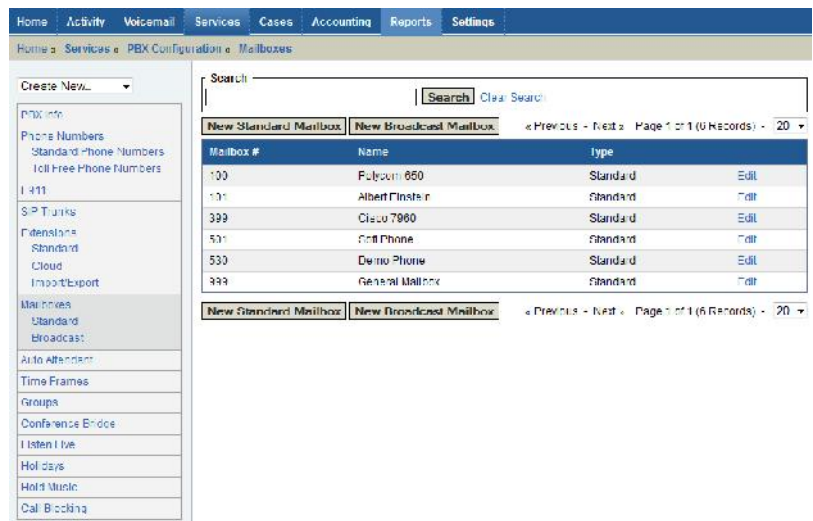 Home Activity Voicemail Services Cases Accounting Reports Settings
Home Services PBX Configuration Mailboxes
Create New...
PBX Info
Phone Numbers
Standard Phone Numbers
Toll Free Phone Numbers
E911
SIP Trunks
Extensions
Standard
Cloud
Import/Export
Mailboxes
Standard
Broadcast
Auto Attendant
Time Frames
Groups
Conference Bridge
Listen Live
Holidays
Hold Music
Call Blocking
Search
Search Clear Search
New Standard Mailbox New Broadcast Mailbox « Previous - Next » Page 1 of 1 (6 Records) - 20
Mailbox # Name Type
100 Polycom 650 Standard Edit
101 Albert Einstein Standard Edit
399 Cisco 7960 Standard Edit
501 Soft Phone Standard Edit
530 Demo Phone Standard Edit
999 General Mailbox Standard Edit
New Standard Mailbox New Broadcast Mailbox « Previous - Next » Page 1 of 1 (6 Records) - 20